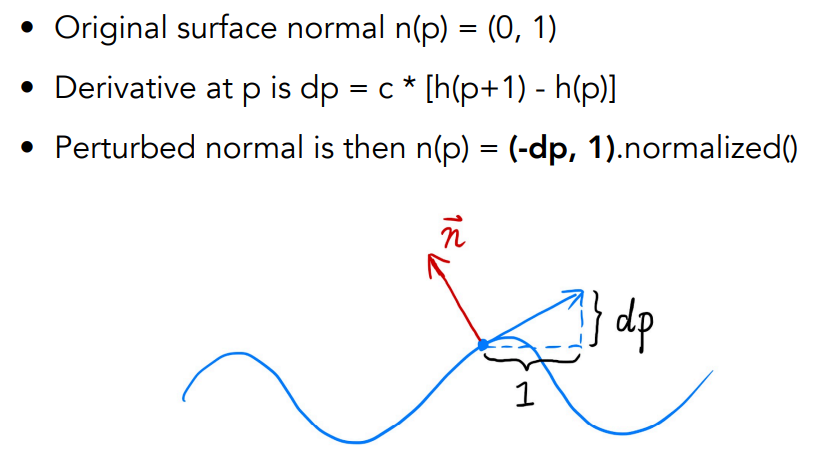 • Original surface normal n(p) = (0, 1)
• Derivative at p is dp = c * [h(p+1) - h(p)]
• Perturbed normal is then n(p) = (-dp, 1).normalized()
n⃗
dp
1